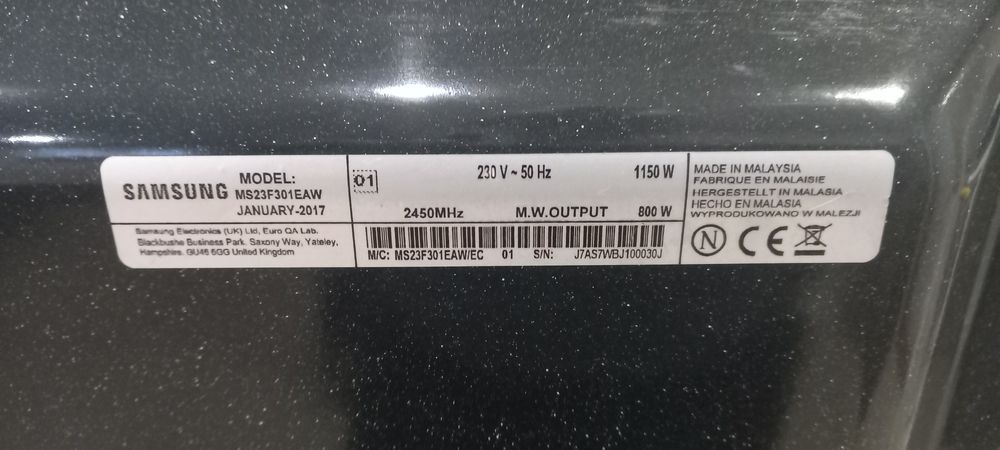 SAMSUNG
MODEL:
MS23F301EAW
JANUARY-2017
Samsung Electronics (UK) Ltd, Euro QA Lab.
Blackbushe Business Park. Saxony Way, Yateley,
Hampshire. GU46 6GG United Kingdom
01
230 V ~ 50 Hz 1150 W
2450MHz M.W.OUTPUT 800 W
M/C: MS23F301EAW/EC 01 S/N: J7AS7WBJ100030J
MADE IN MALAYSIA
FABRIQUE EN MALAISIE
HERGESTELLT IN MALASIA
HECHO EN MALASIA
WYPRODUKOWANO W MALEZJI
N CE